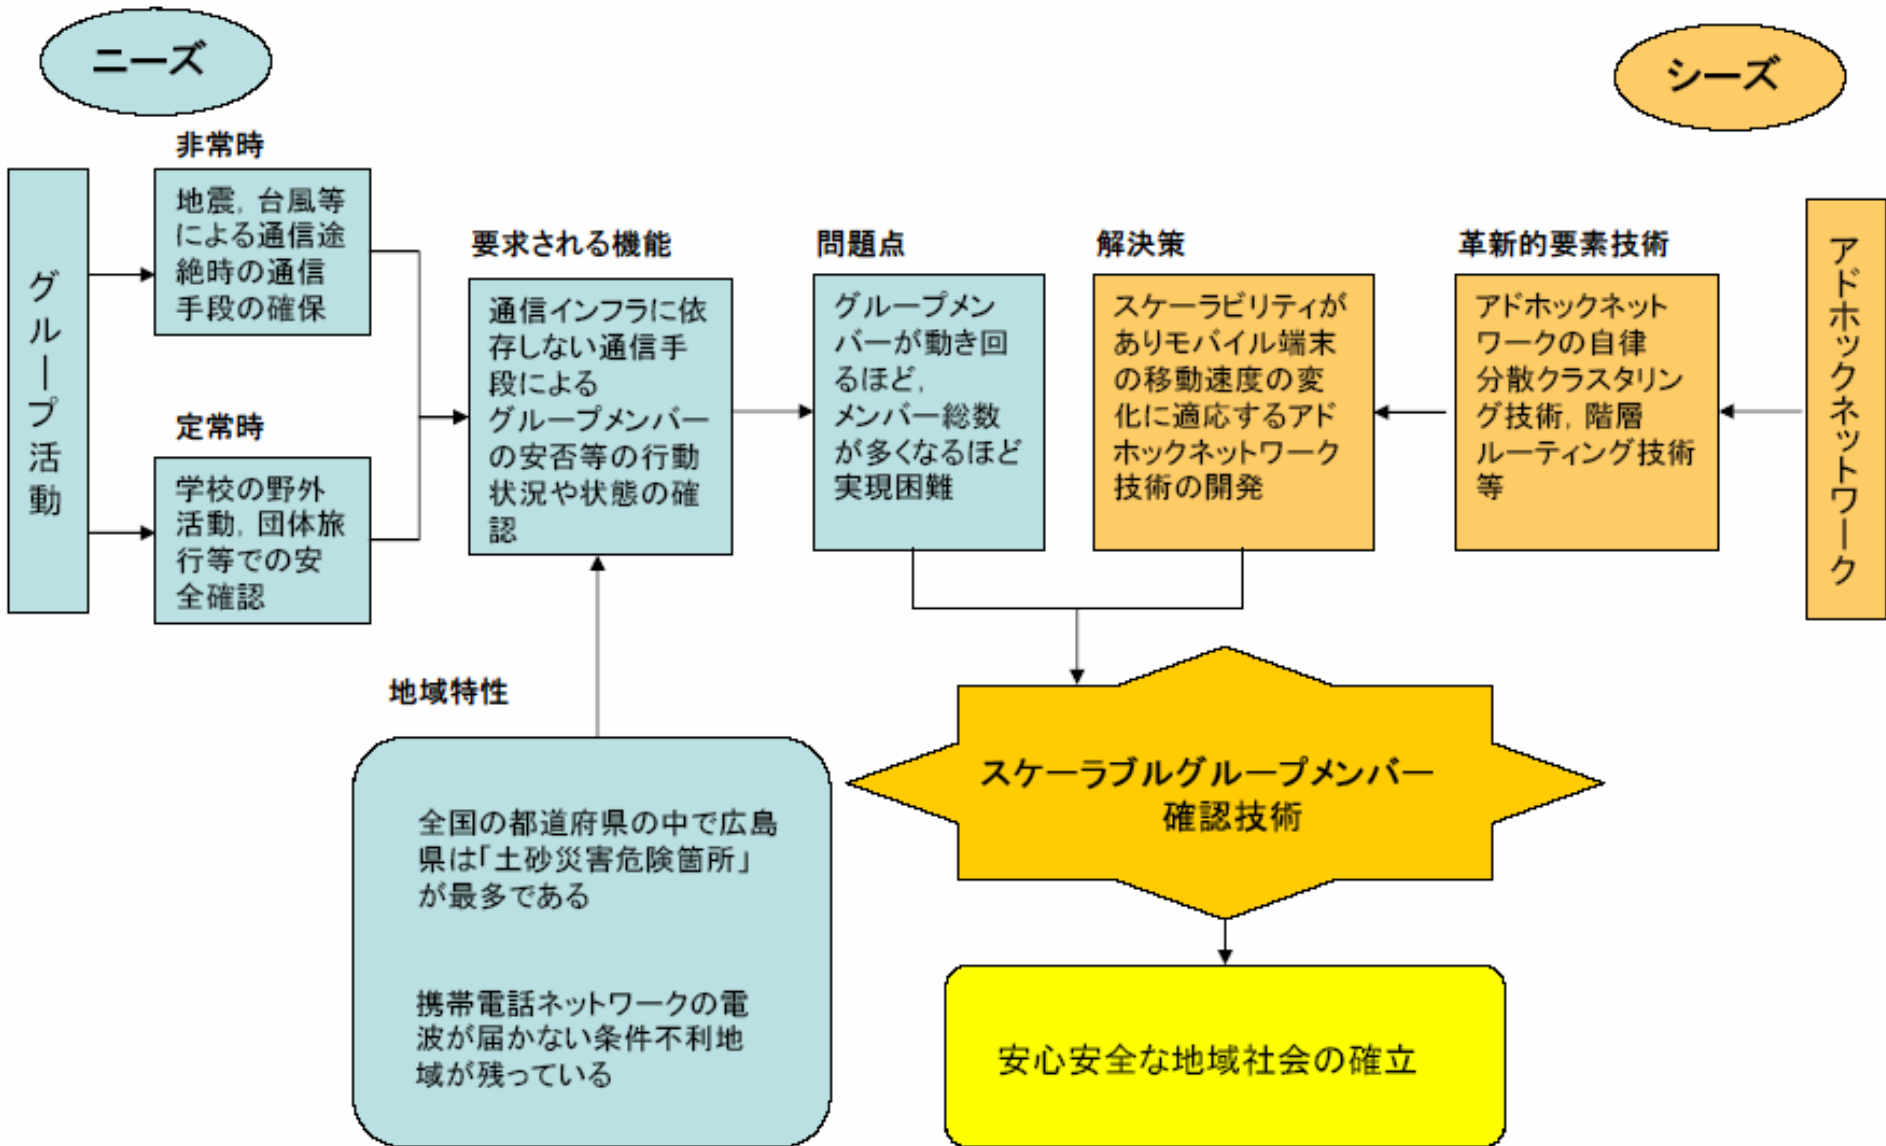 ニーズ
シーズ
非常時
地震, 台風等
による通信途
絶時の通信
手段の確保
グループ活動
定常時
学校の野外
活動, 団体旅
行等での安
全確認
要求される機能
通信インフラに依
存しない通信手
段による
グループメンバー
の安否等の行動
状況や状態の確
認
問題点
グループメン
バーが動き回
るほど,
メンバー総数
が多くなるほど
実現困難
解決策
スケーラビリティが
ありモバイル端末
の移動速度の変
化に適応するアド
ホックネットワーク
技術の開発
革新的要素技術
アドホックネット
ワークの自律
分散クラスタリン
グ技術, 階層
ルーティング技術
等
アドホックネットワーク
地域特性
全国の都道府県の中で広島
県は「土砂災害危険箇所」
が最多である
携帯電話ネットワークの電
波が届かない条件不利地
域が残っている
スケーラブルグループメンバー
確認技術
安心安全な地域社会の確立